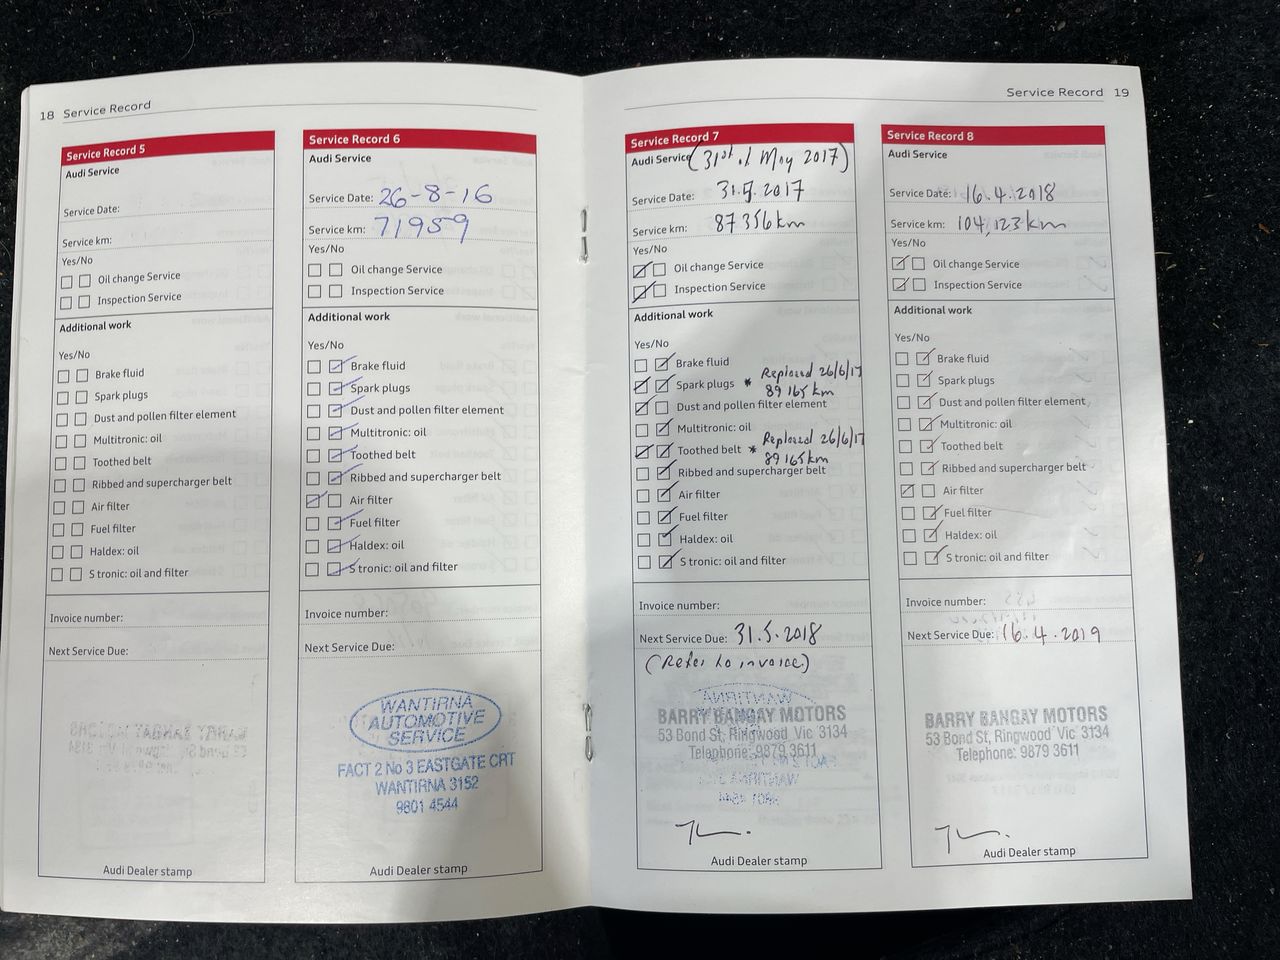 18 Service Record
Service Record 5
Audi Service
Service Date:
Service km:
Yes/No
Oil change Service
Inspection Service
Additional work
Yes/No
Brake fluid
Spark plugs
Dust and pollen filter element
Multitronic: oil
Toothed belt
Ribbed and supercharger belt
Air filter
Fuel filter
Haldex: oil
S tronic: oil and filter
Invoice number:
Next Service Due:
Audi Dealer stamp
Service Record 6
Audi Service
Service Date: 26-8-16
Service km: 71959
Yes/No
Oil change Service
Inspection Service
Additional work
Yes/No
Brake fluid
Spark plugs
Dust and pollen filter element
Multitronic: oil
Toothed belt
Ribbed and supercharger belt
Air filter
Fuel filter
Haldex: oil
S tronic: oil and filter
Invoice number:
Next Service Due:
WANTIRNA
AUTOMOTIVE
SERVICE
FACT 2 No 3 EASTGATE CRT
WANTIRNA 3152
9801 4544
Audi Dealer stamp
Service Record 19
Service Record 7
Audi Service (31st of May 2017)
Service Date: 31.5.2017
Service km: 87356km
Yes/No
Oil change Service
Inspection Service
Additional work
Yes/No
Brake fluid
Spark plugs * Replaced 26/6/17
89165km
Dust and pollen filter element
Multitronic: oil
Toothed belt * Replaced 26/6/17
89165km
Ribbed and supercharger belt
Air filter
Fuel filter
Haldex: oil
S tronic: oil and filter
Invoice number:
Next Service Due: 31.5.2018
(Refer to invoice)
BARRY BANGAY MOTORS
53 Bond St, Ringwood Vic 3134
Telephone: 9879 3611
Audi Dealer stamp
Service Record 8
Audi Service
Service Date: 16.4.2018
Service km: 104,123km
Yes/No
Oil change Service
Inspection Service
Additional work
Yes/No
Brake fluid
Spark plugs
Dust and pollen filter element
Multitronic: oil
Toothed belt
Ribbed and supercharger belt
Air filter
Fuel filter
Haldex: oil
S tronic: oil and filter
Invoice number:
Next Service Due: 16.4.2019
BARRY BANGAY MOTORS
53 Bond St, Ringwood Vic 3134
Telephone: 9879 3611
Audi Dealer stamp